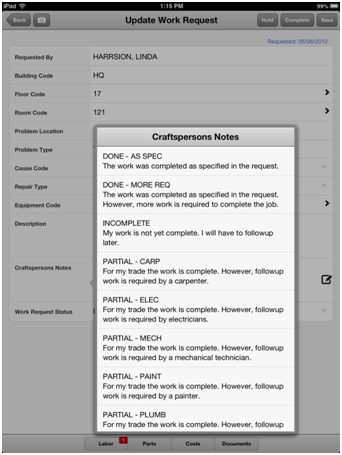 iPad
1:15 PM
99%
Back
Update Work Request
Hold
Complete
Save
Requested: 05/06/2012
Requested By
HARRSION, LINDA
Building Code
HQ
Floor Code
17
Room Code
121
Problem Location
Problem Type
Cause Code
Repair Type
Equipment Code
Description
Craftspersons Notes
Work Request Status
Craftspersons Notes
DONE - AS SPEC
The work was completed as specified in the request.
DONE - MORE REQ
The work was completed as specified in the request.
However, more work is required to complete the job.
INCOMPLETE
My work is not yet complete. I will have to followup
later.
PARTIAL - CARP
For my trade the work is complete. However, followup
work is required by a carpenter.
PARTIAL - ELEC
For my trade the work is complete. However, followup
work is required by electricians.
PARTIAL - MECH
For my trade the work is complete. However, followup
work is required by a mechanical technician.
PARTIAL - PAINT
For my trade the work is complete. However, followup
work is required by a painter.
PARTIAL - PLUMB
For my trade the work is complete. However, followup
Labor
1
Parts
Costs
Documents